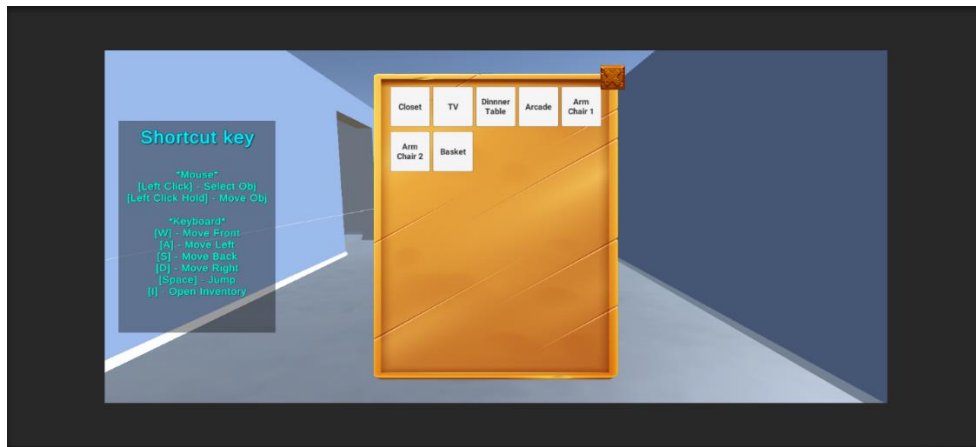 Shortcut key
*Mouse*
[Left Click] - Select Obj
[Left Click Hold] - Move Obj
*Keyboard*
[W] - Move Front
[A] - Move Left
[S] - Move Back
[D] - Move Right
[Space] - Jump
[I] - Open Inventory
Closet
TV
Dinnner
Table
Arcade
Arm
Chair 1
Arm
Chair 2
Basket